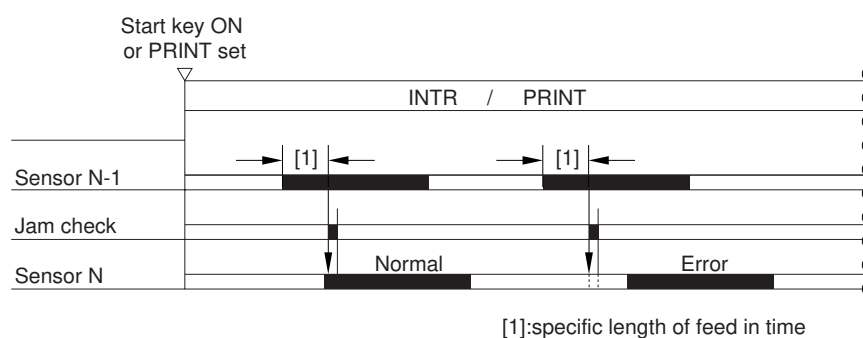 Start key ON
or PRINT set
INTR / PRINT
[1] [1]
Sensor N-1
Jam check
Normal Error
Sensor N
[1]:specific length of feed in time